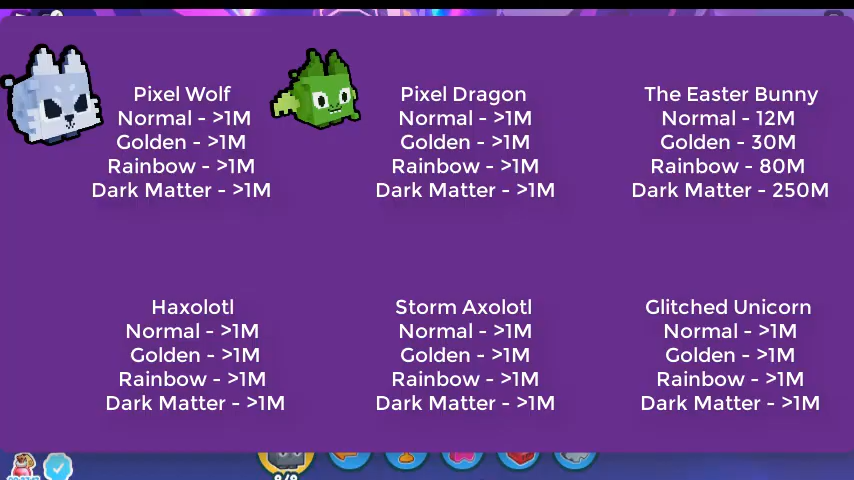 Pixel Wolf
Normal - >1M
Golden - >1M
Rainbow - >1M
Dark Matter - >1M
Pixel Dragon
Normal - >1M
Golden - >1M
Rainbow - >1M
Dark Matter - >1M
The Easter Bunny
Normal - 12M
Golden - 30M
Rainbow - 80M
Dark Matter - 250M
Haxolotl
Normal - >1M
Golden - >1M
Rainbow - >1M
Dark Matter - >1M
Storm Axolotl
Normal - >1M
Golden - >1M
Rainbow - >1M
Dark Matter - >1M
Glitched Unicorn
Normal - >1M
Golden - >1M
Rainbow - >1M
Dark Matter - >1M